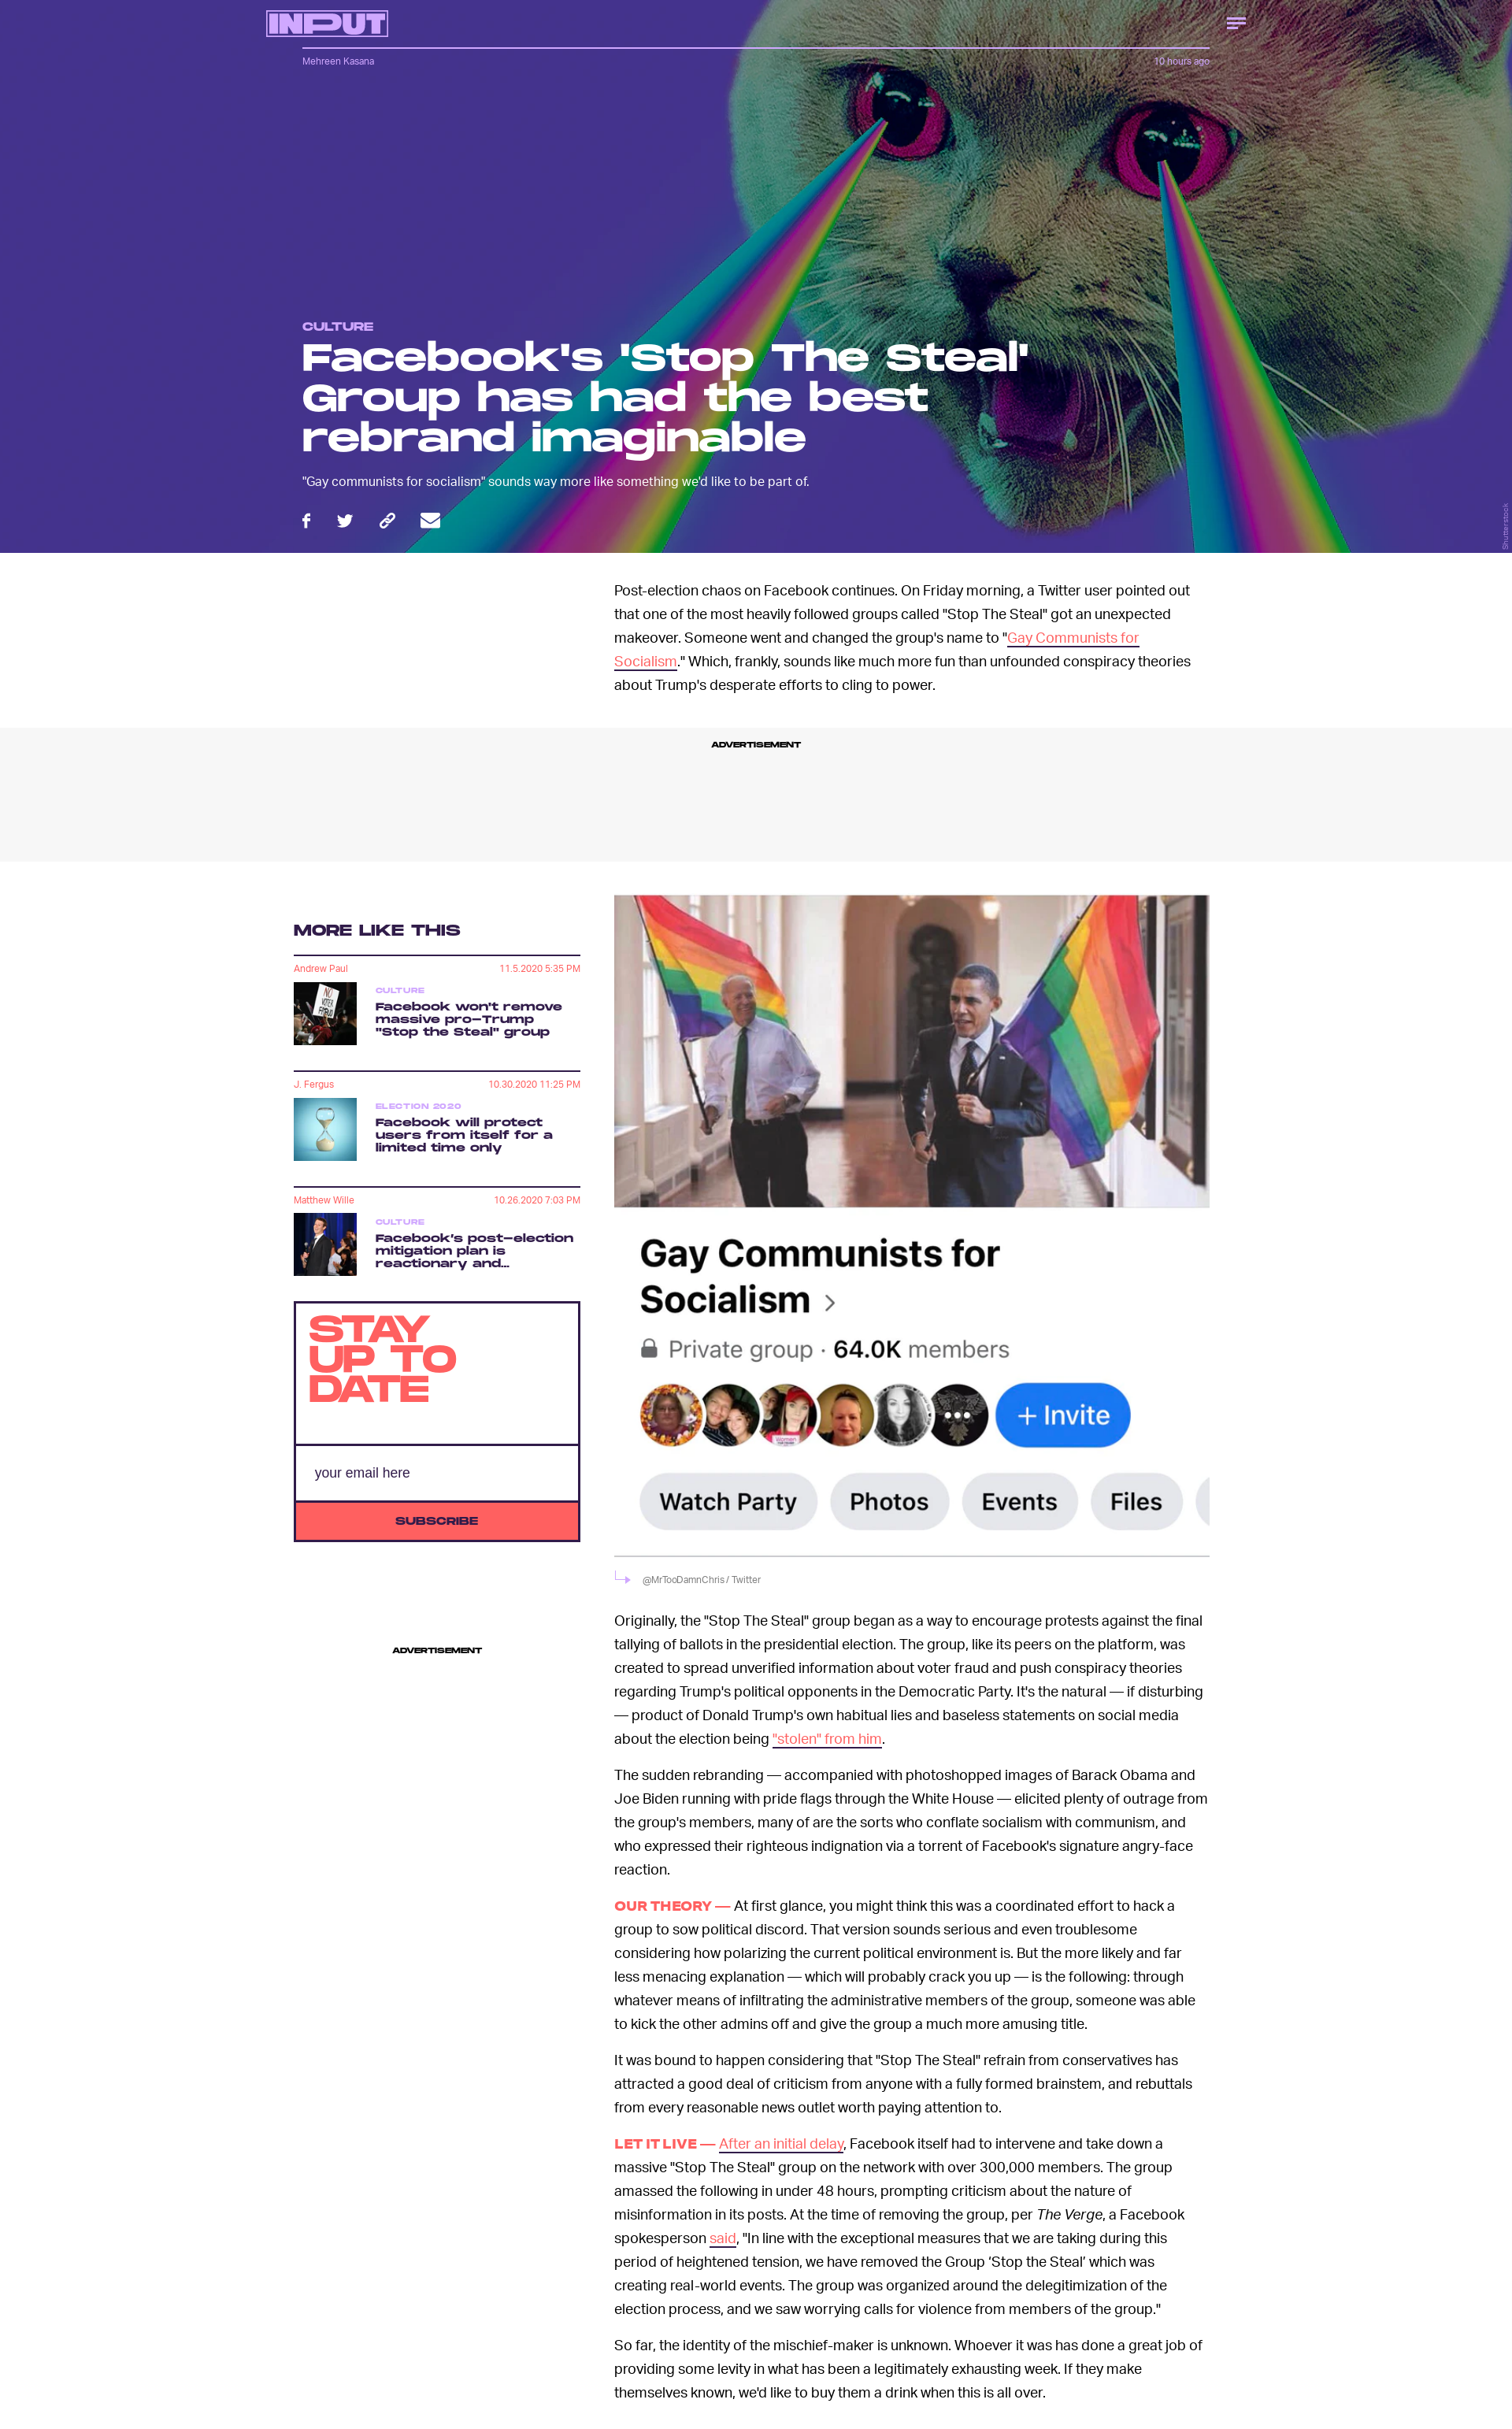 INPUT
Mehreen Kasana
10 hours ago
CULTURE
Facebook's 'Stop The Steal'
Group has had the best
rebrand imaginable
"Gay communists for socialism" sounds way more like something we'd like to be part of.
Shutterstock
Post-election chaos on Facebook continues. On Friday morning, a Twitter user pointed out
that one of the most heavily followed groups called "Stop The Steal" got an unexpected
makeover. Someone went and changed the group's name to "Gay Communists for
Socialism." Which, frankly, sounds like much more fun than unfounded conspiracy theories
about Trump's desperate efforts to cling to power.
ADVERTISEMENT
MORE LIKE THIS
Andrew Paul
11.5.2020 5:35 PM
NO
VOTER
FRAUD
CULTURE
Facebook won't remove
massive pro-Trump
"Stop the Steal" group
J. Fergus
10.30.2020 11:25 PM
ELECTION 2020
Facebook will protect
users from itself for a
limited time only
Matthew Wille
10.26.2020 7:03 PM
CULTURE
Facebook's post-election
mitigation plan is
reactionary and...
STAY
UP TO
DATE
your email here
SUBSCRIBE
ADVERTISEMENT
Gay Communists for
Socialism >
Private group · 64.0K members
+ Invite
Watch Party
Photos
Events
Files
@MrTooDamnChris / Twitter
Originally, the "Stop The Steal" group began as a way to encourage protests against the final
tallying of ballots in the presidential election. The group, like its peers on the platform, was
created to spread unverified information about voter fraud and push conspiracy theories
regarding Trump's political opponents in the Democratic Party. It's the natural — if disturbing
— product of Donald Trump's own habitual lies and baseless statements on social media
about the election being "stolen" from him.
The sudden rebranding — accompanied with photoshopped images of Barack Obama and
Joe Biden running with pride flags through the White House — elicited plenty of outrage from
the group's members, many of are the sorts who conflate socialism with communism, and
who expressed their righteous indignation via a torrent of Facebook's signature angry-face
reaction.
OUR THEORY — At first glance, you might think this was a coordinated effort to hack a
group to sow political discord. That version sounds serious and even troublesome
considering how polarizing the current political environment is. But the more likely and far
less menacing explanation — which will probably crack you up — is the following: through
whatever means of infiltrating the administrative members of the group, someone was able
to kick the other admins off and give the group a much more amusing title.
It was bound to happen considering that "Stop The Steal" refrain from conservatives has
attracted a good deal of criticism from anyone with a fully formed brainstem, and rebuttals
from every reasonable news outlet worth paying attention to.
LET IT LIVE — After an initial delay, Facebook itself had to intervene and take down a
massive "Stop The Steal" group on the network with over 300,000 members. The group
amassed the following in under 48 hours, prompting criticism about the nature of
misinformation in its posts. At the time of removing the group, per The Verge, a Facebook
spokesperson said, "In line with the exceptional measures that we are taking during this
period of heightened tension, we have removed the Group ‘Stop the Steal’ which was
creating real-world events. The group was organized around the delegitimization of the
election process, and we saw worrying calls for violence from members of the group."
So far, the identity of the mischief-maker is unknown. Whoever it was has done a great job of
providing some levity in what has been a legitimately exhausting week. If they make
themselves known, we'd like to buy them a drink when this is all over.